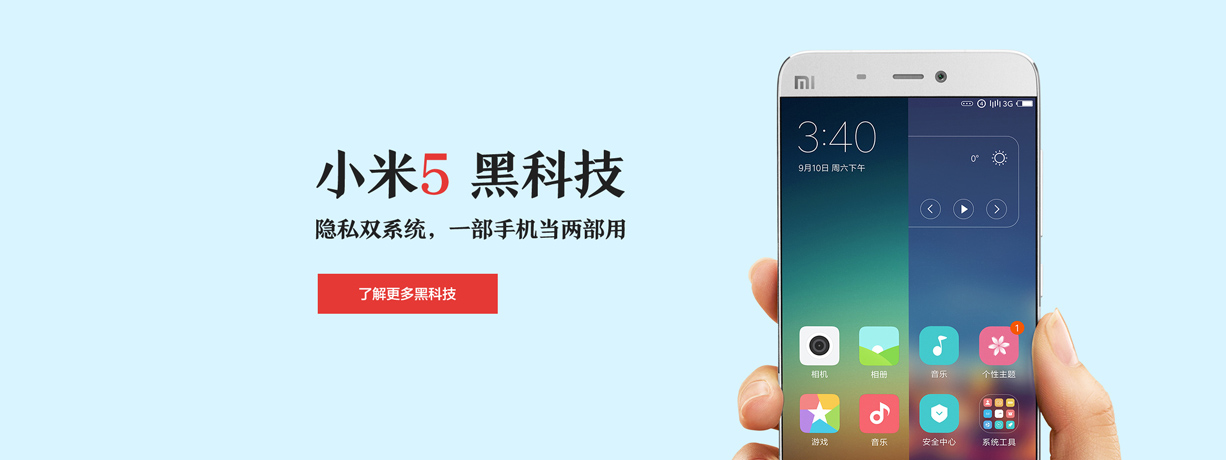 小米5 黑科技
隐私双系统，一部手机当两部用
了解更多黑科技
mi
4 3G
3:40
9月10日 周六下午
0°
1
相机 相册 音乐 个性主题
游戏 音乐 安全中心 系统工具